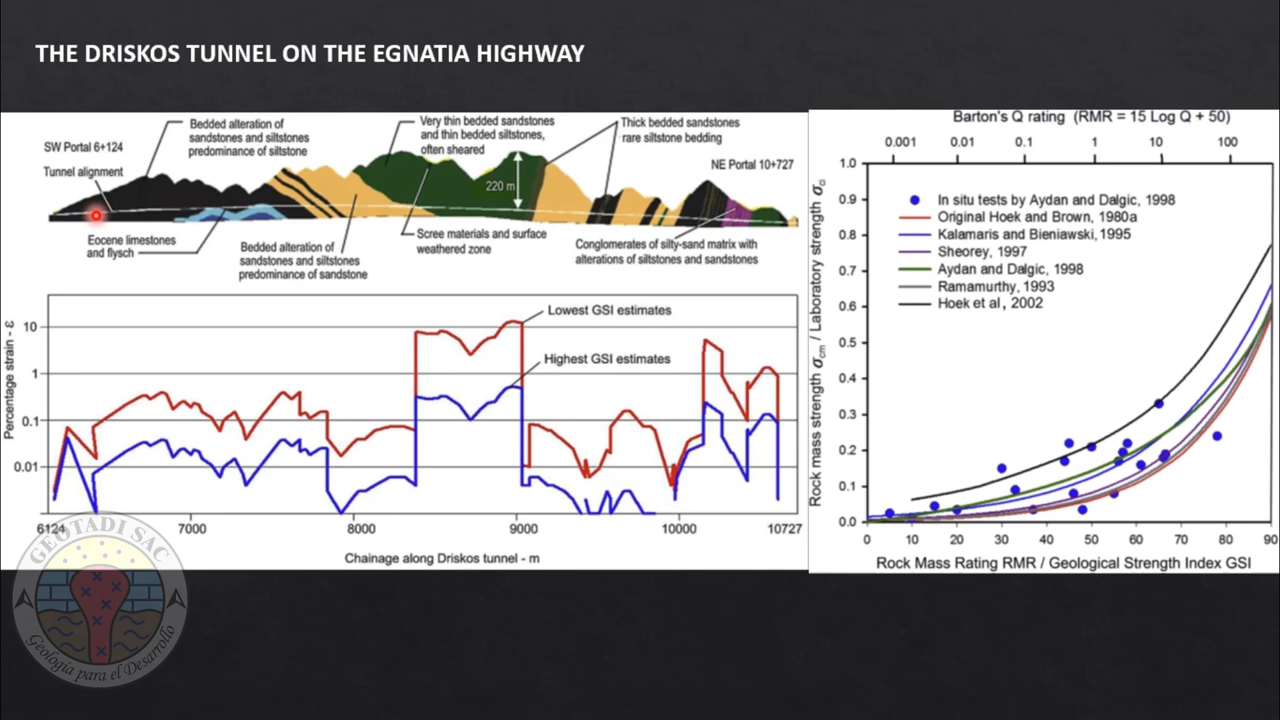 THE DRISKOS TUNNEL ON THE EGNATIA HIGHWAY
SW Portal 6+124
Tunnel alignment
Bedded alteration of
sandstones and siltstones
predominance of siltstone
Very thin bedded sandstones
and thin bedded siltstones,
often sheared
Thick bedded sandstones
rare siltstone bedding
NE Portal 10+727
220 m
Eocene limestones
and flysch
Bedded alteration of
sandstones and siltstones
predominance of sandstone
Scree materials and surface
weathered zone
Conglomerates of silty-sand matrix with
alterations of siltstones and sandstones
Percentage strain - ε
10
1
0.1
0.01
Lowest GSI estimates
Highest GSI estimates
6124
7000
8000
9000
10000
10727
Chainage along Driskos tunnel - m
Barton's Q rating (RMR = 15 Log Q + 50)
0.001
0.01
0.1
1
10
100
Rock mass strength σcm / Laboratory strength σci
1.0
0.9
0.8
0.7
0.6
0.5
0.4
0.3
0.2
0.1
0.0
In situ tests by Aydan and Dalgic, 1998
Original Hoek and Brown, 1980a
Kalamaris and Bieniawski, 1995
Sheorey, 1997
Aydan and Dalgic, 1998
Ramamurthy, 1993
Hoek et al, 2002
0
10
20
30
40
50
60
70
80
90
Rock Mass Rating RMR / Geological Strength Index GSI
GEOTADI SAC
Geología para el Desarrollo